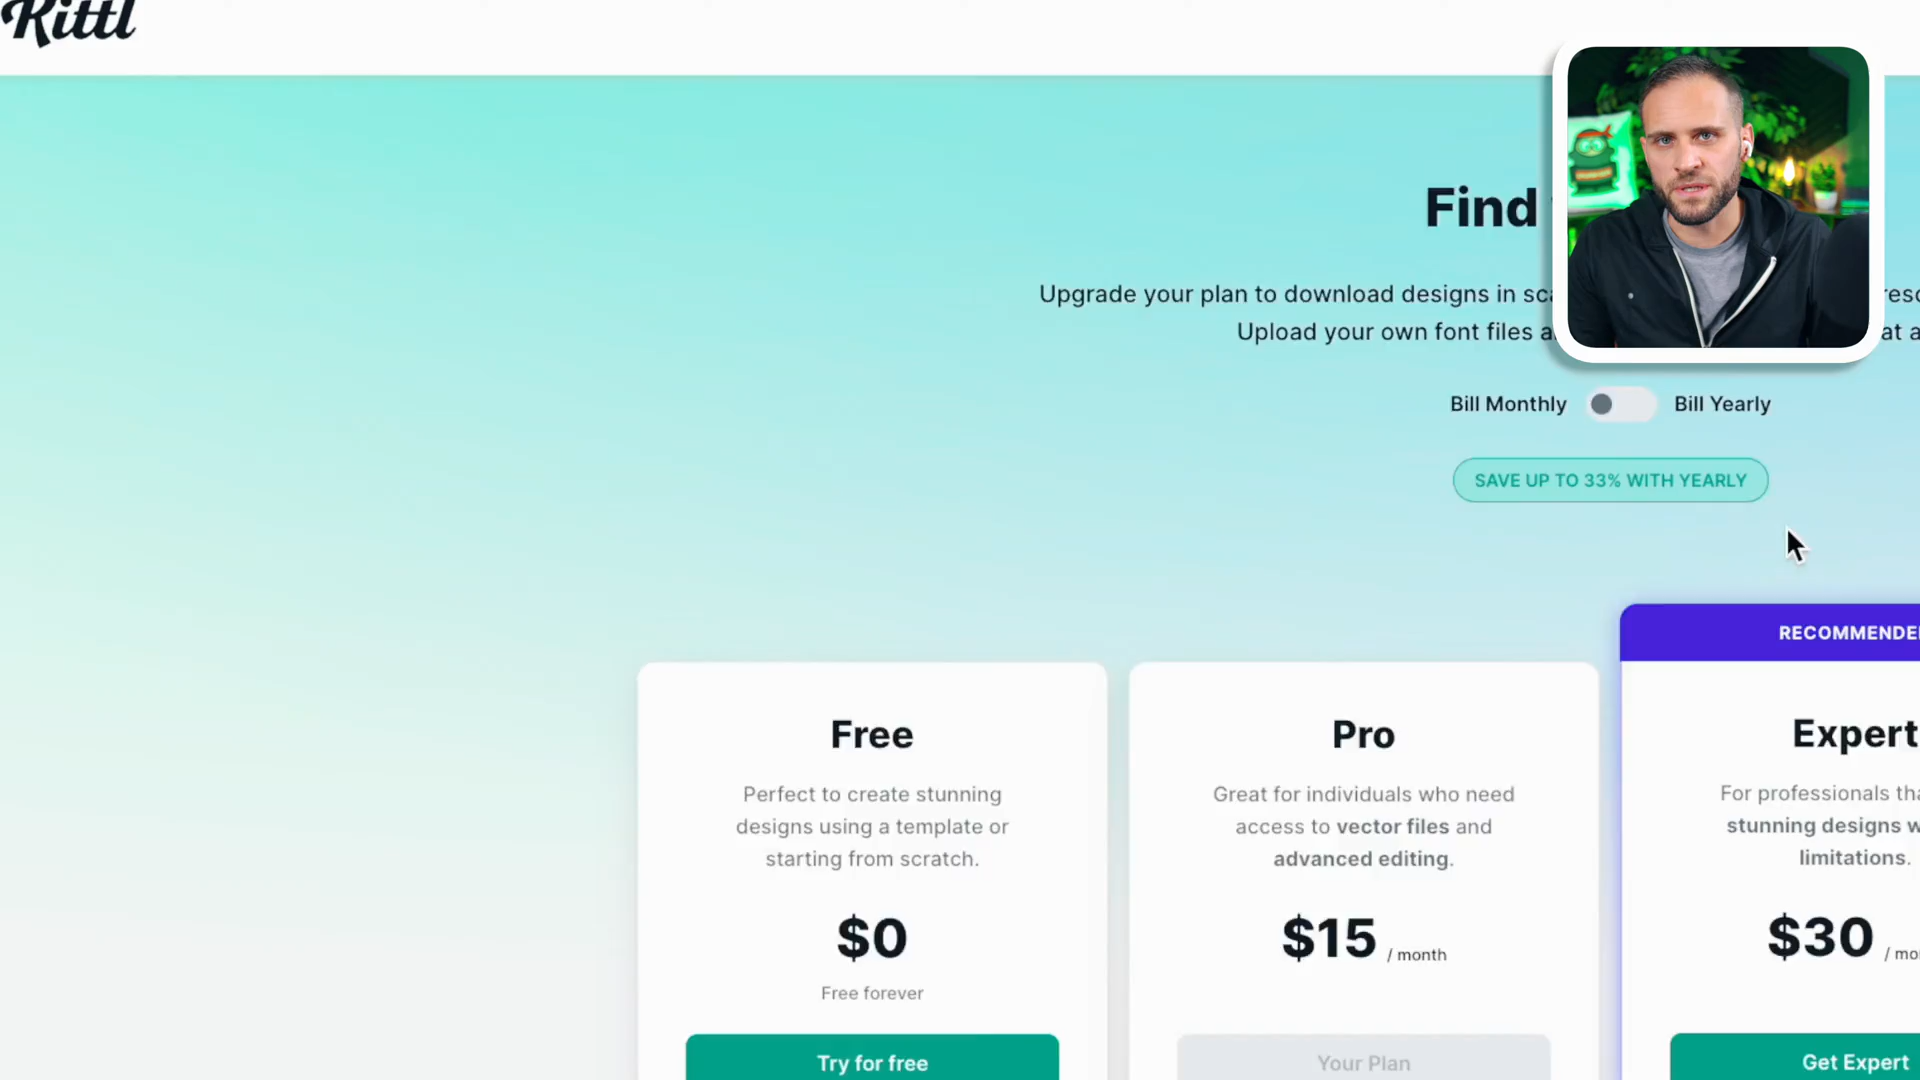 Kittl
Find
Upgrade your plan to download designs in
Upload your own font files
Bill Monthly
Bill Yearly
SAVE UP TO 33% WITH YEARLY
RECOMMENDE
Free
Perfect to create stunning
designs using a template or
starting from scratch.
$0
Free forever
Try for free
Pro
Great for individuals who need
access to vector files and
advanced editing.
$15 / month
Your Plan
Expert
For professionals
stunning designs
limitations.
$30 / mo
Get Expert